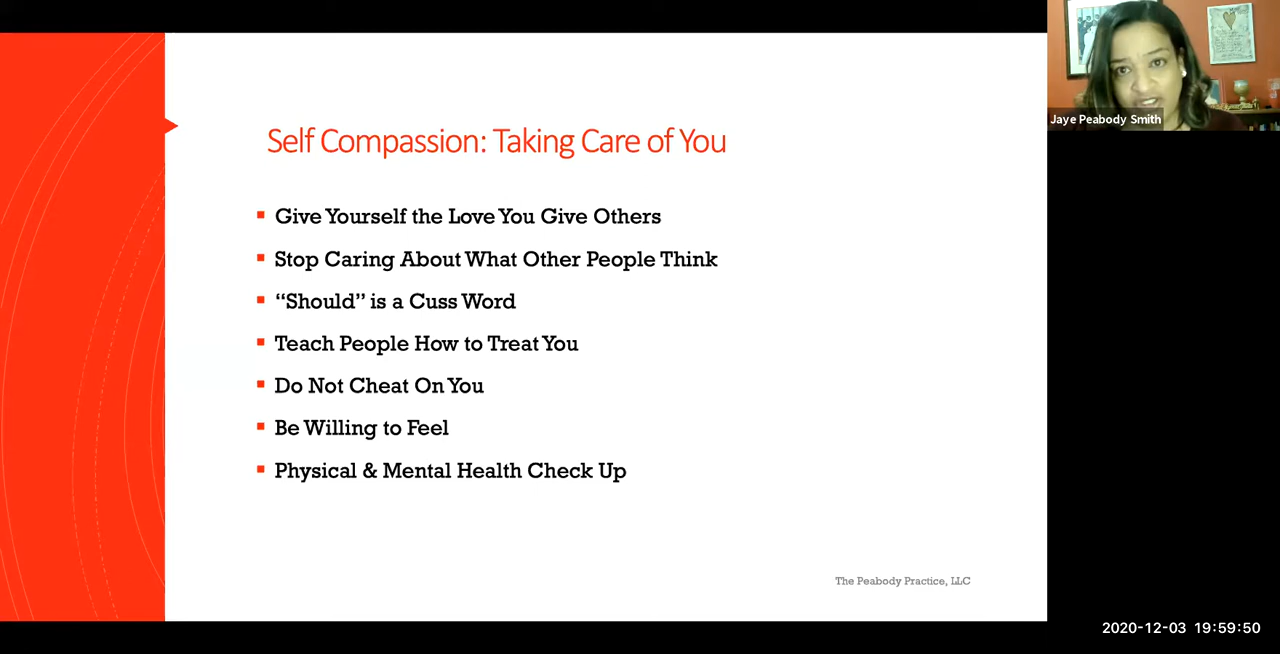 Self Compassion: Taking Care of You
Give Yourself the Love You Give Others
Stop Caring About What Other People Think
“Should” is a Cuss Word
Teach People How to Treat You
Do Not Cheat On You
Be Willing to Feel
Physical & Mental Health Check Up
The Peabody Practice, LLC
Jaye Peabody Smith
2020-12-03 19:59:50